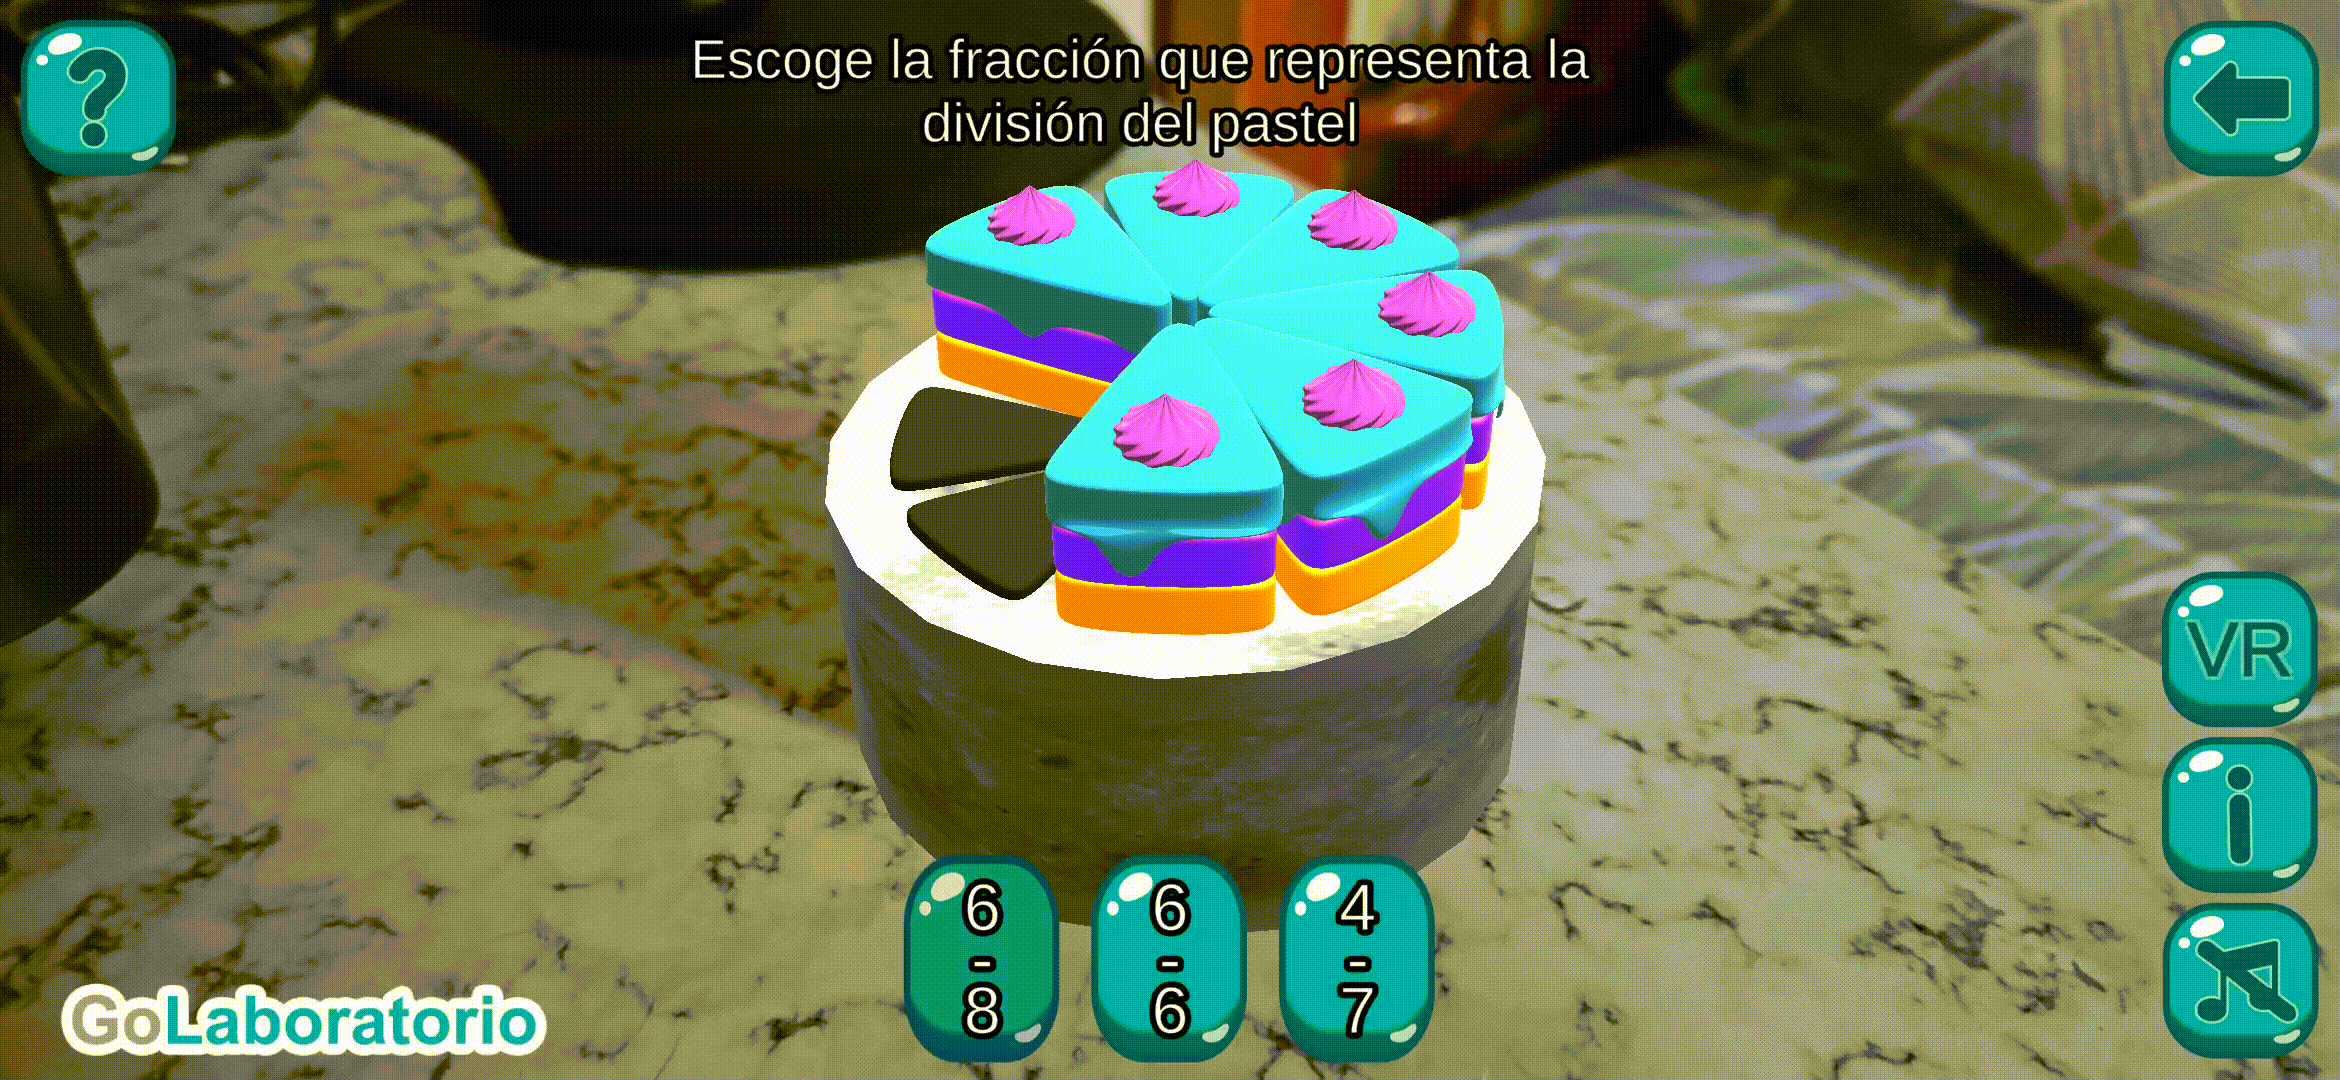 Escoge la fracción que representa la
división del pastel
VR
6
-
8
6
-
6
4
-
7
GoLaboratorio